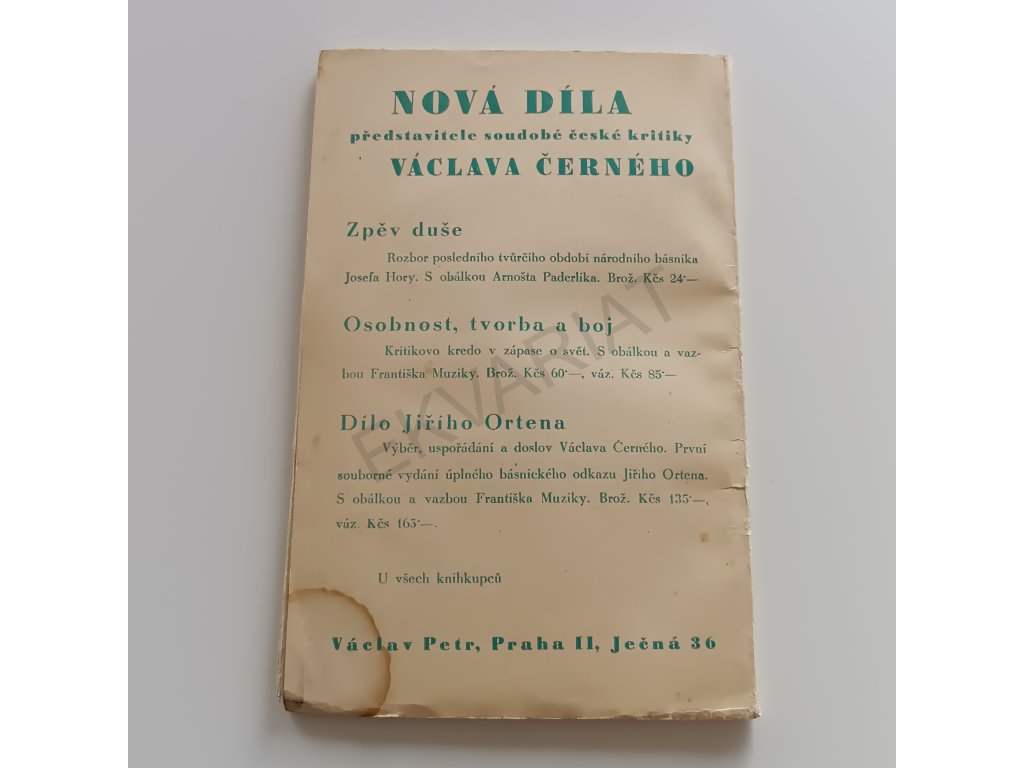 NOVÁ DÍLA
představitele soudobé české kritiky
VÁCLAVA ČERNÉHO
Zpěv duše
Rozbor posledního tvůrčího období národního básníka
Josefa Hory. S obálkou Arnošta Paderlíka. Brož. Kčs 24·—
Osobnost, tvorba a boj
Kritikovo kredo v zápase o svět. S obálkou a vaz-
bou Františka Muziky. Brož. Kčs 60·—, váz. Kčs 85·—
Dílo Jiřího Ortena
Výběr, uspořádání a doslov Václava Černého. První
souborné vydání úplného básnického odkazu Jiřího Ortena.
S obálkou a vazbou Františka Muziky. Brož. Kčs 135·—,
váz. Kčs 165·—.
U všech knihkupců
Václav Petr, Praha II, Ječná 36
EKVARIAT